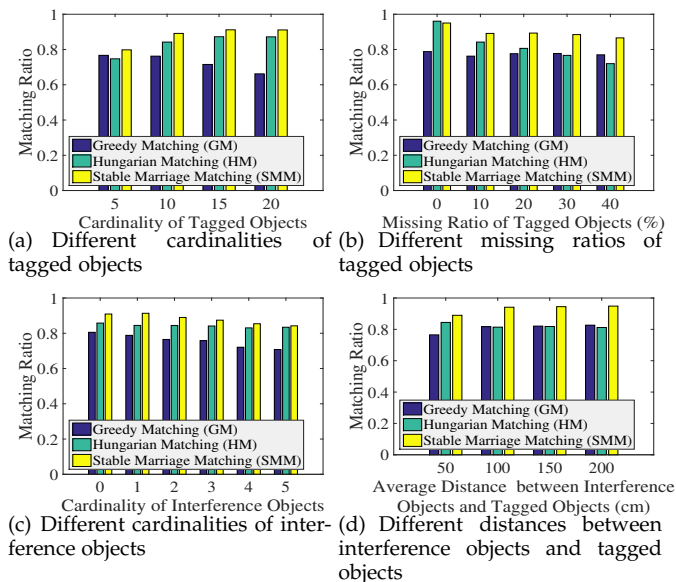 1
0.8
0.6
0.4
0.2
0
Matching Ratio
Greedy Matching (GM)
Hungarian Matching (HM)
Stable Marriage Matching (SMM)
5 10 15 20
Cardinality of Tagged Objects
(a) Different cardinalities of
tagged objects
1
0.8
0.6
0.4
0.2
0
Matching Ratio
Greedy Matching (GM)
Hungarian Matching (HM)
Stable Marriage Matching (SMM)
0 10 20 30 40
Missing Ratio of Tagged Objects (%)
(b) Different missing ratios of
tagged objects
1
0.8
0.6
0.4
0.2
0
Matching Ratio
Greedy Matching (GM)
Hungarian Matching (HM)
Stable Marriage Matching (SMM)
0 1 2 3 4 5
Cardinality of Interference Objects
(c) Different cardinalities of inter-
ference objects
1
0.8
0.6
0.4
0.2
0
Matching Ratio
Greedy Matching (GM)
Hungarian Matching (HM)
Stable Marriage Matching (SMM)
50 100 150 200
Average Distance between Interference
Objects and Tagged Objects (cm)
(d) Different distances between
interference objects and tagged
objects